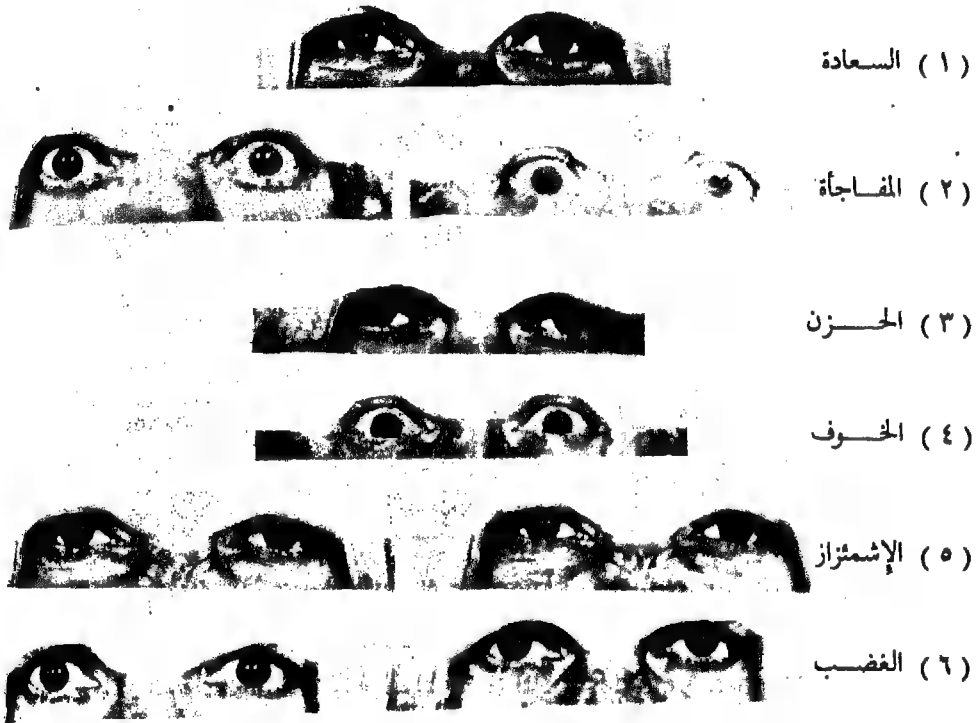 ( ١ ) السعادة
( ٢ ) المفاجأة
( ٣ ) الحزن
( ٤ ) الخوف
( ٥ ) الإشمئزاز
( ٦ ) الغضب